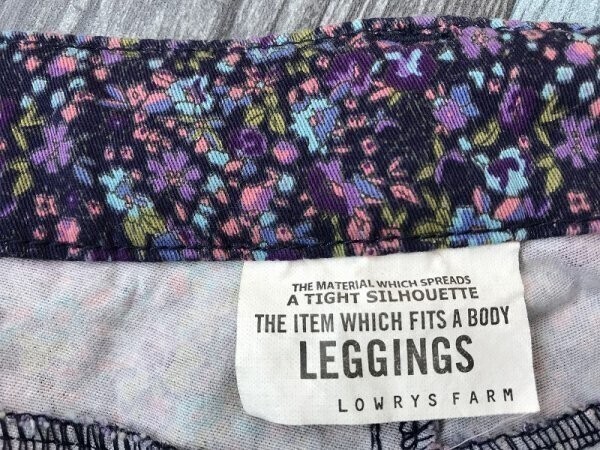 THE MATERIAL WHICH SPREADS
A TIGHT SILHOUETTE
THE ITEM WHICH FITS A BODY
LEGGINGS
LOWRYS FARM